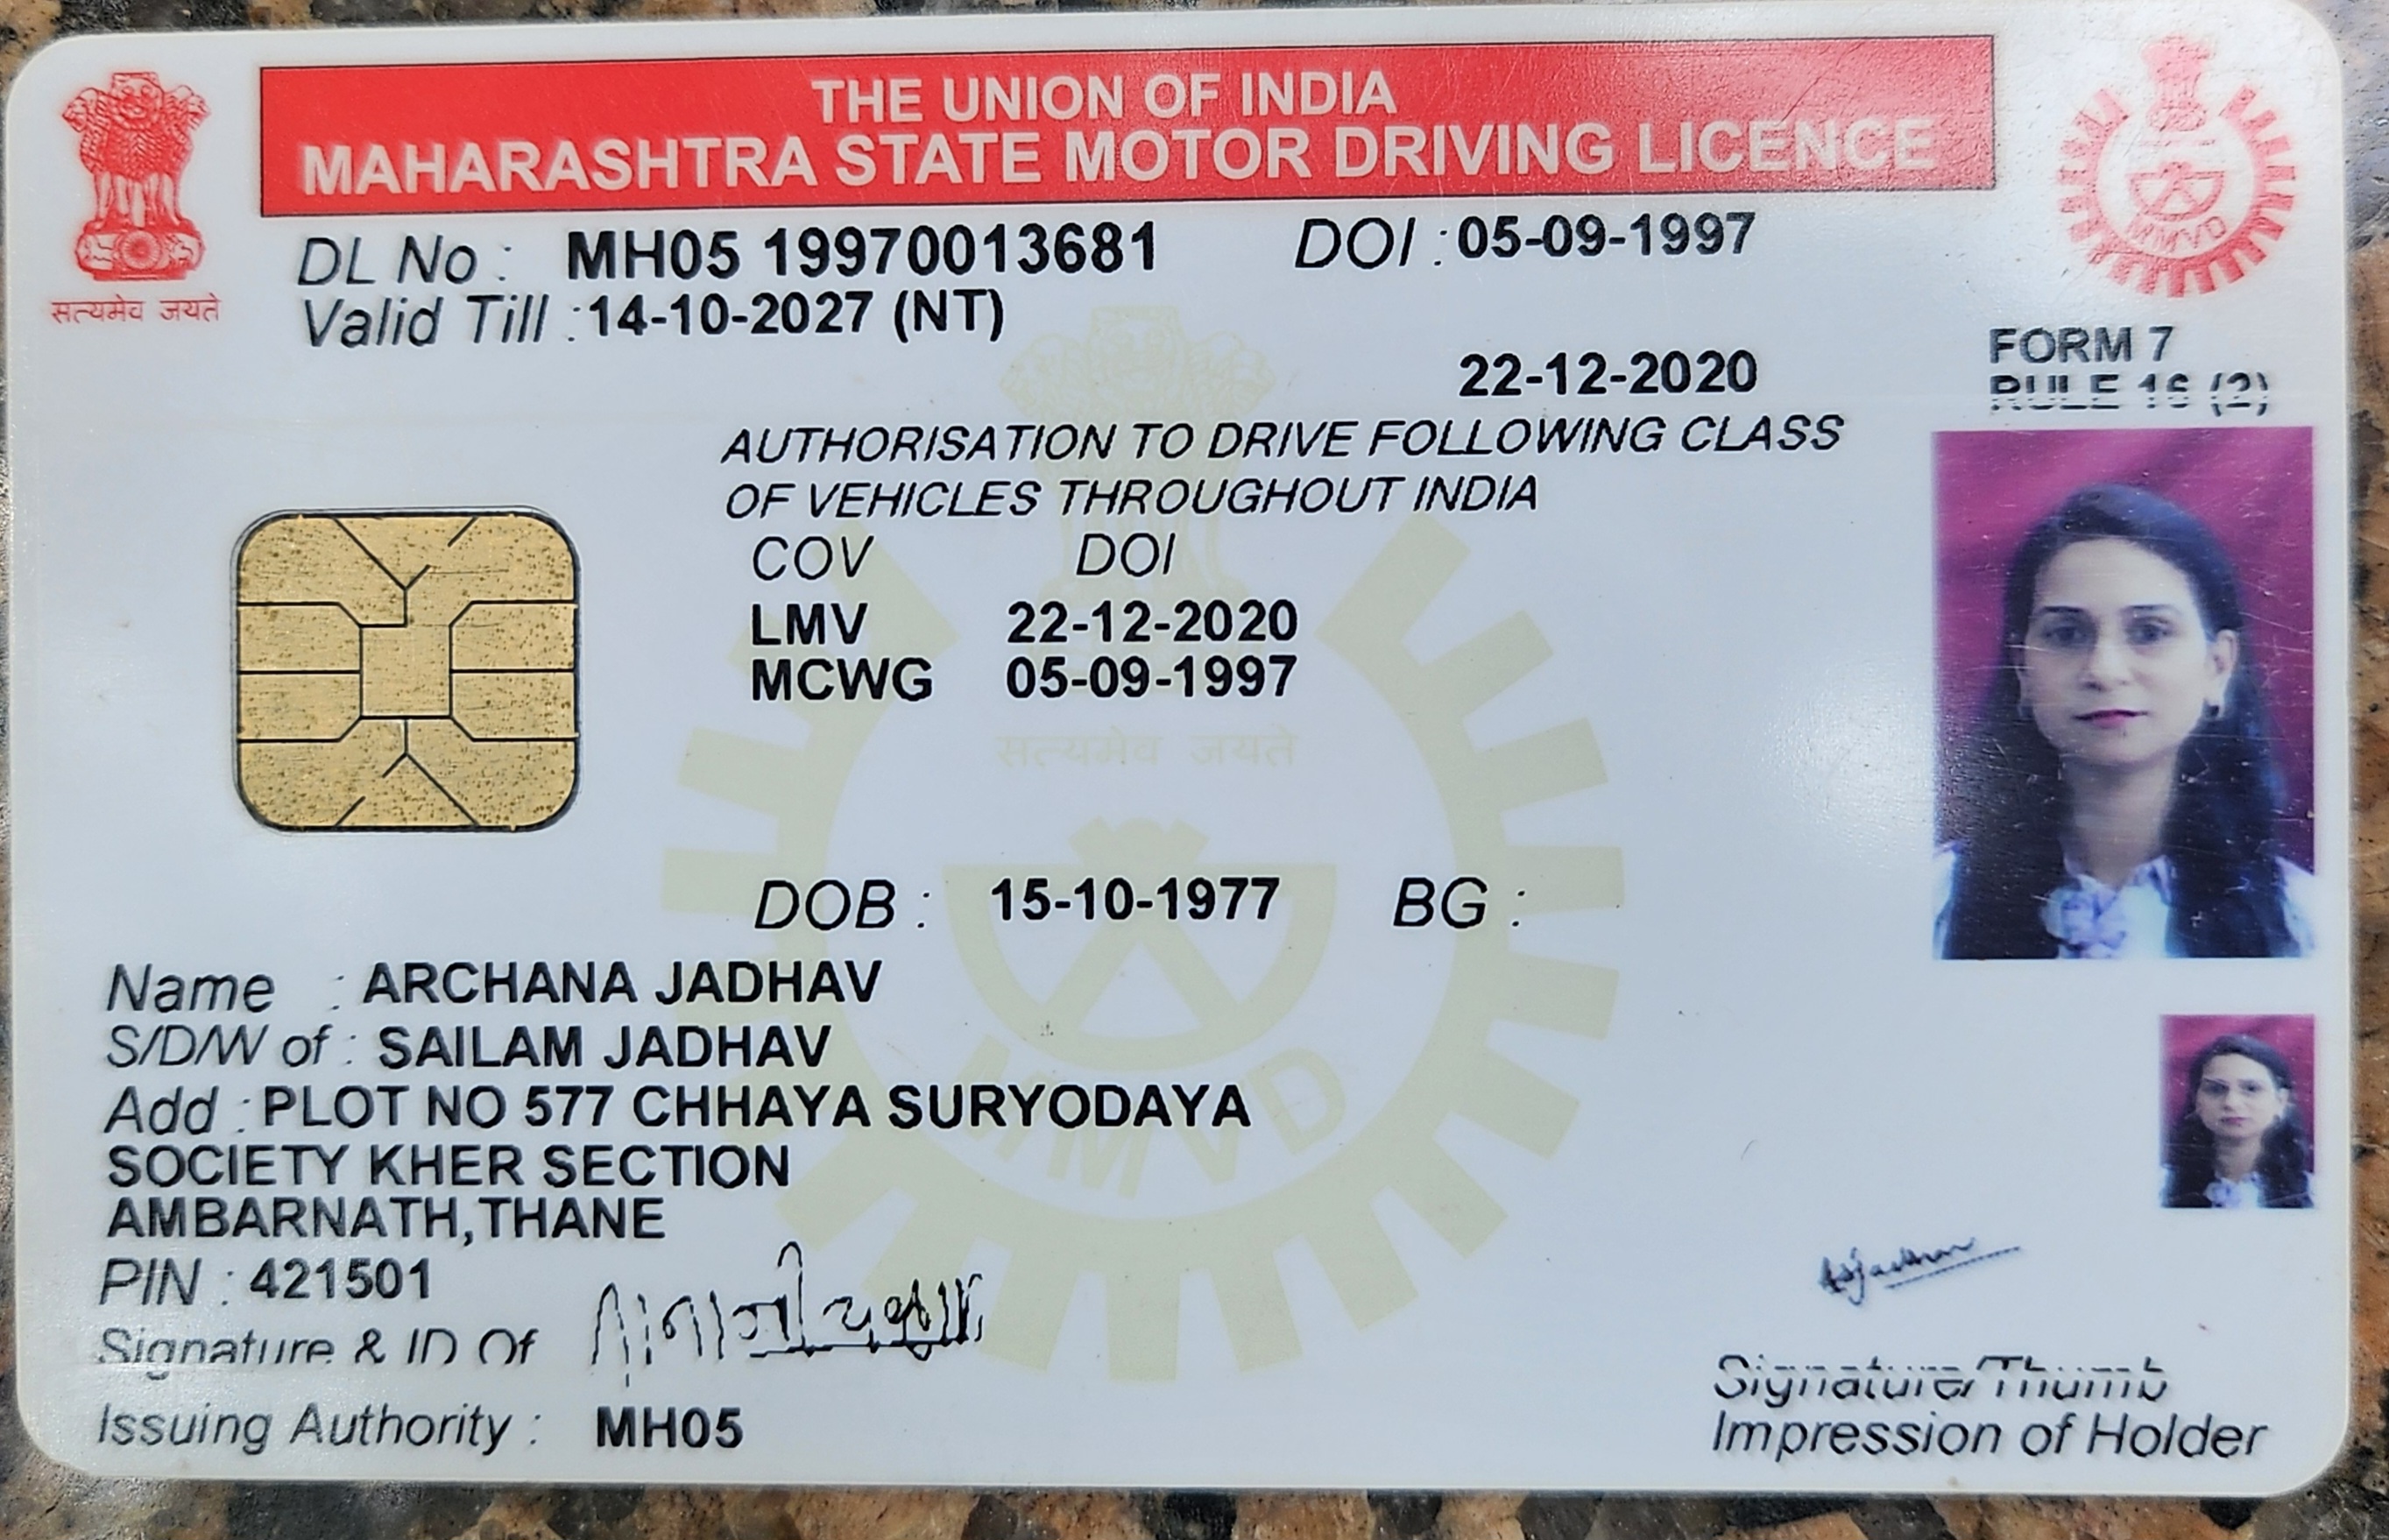 THE UNION OF INDIA
MAHARASHTRA STATE MOTOR DRIVING LICENCE
सत्यमेव जयते
DL No : MH05 19970013681 DOI : 05-09-1997
Valid Till : 14-10-2027 (NT)
22-12-2020
FORM 7
RULE 16 (2)
AUTHORISATION TO DRIVE FOLLOWING CLASS
OF VEHICLES THROUGHOUT INDIA
COV DOI
LMV 22-12-2020
MCWG 05-09-1997
सत्यमेव जयते
DOB : 15-10-1977 BG :
MMVD
MMVD
Name : ARCHANA JADHAV
S/D/W of : SAILAM JADHAV
Add : PLOT NO 577 CHHAYA SURYODAYA
SOCIETY KHER SECTION
AMBARNATH,THANE
PIN : 421501
Signature & ID Of
Issuing Authority : MH05
Signature/Thumb
Impression of Holder